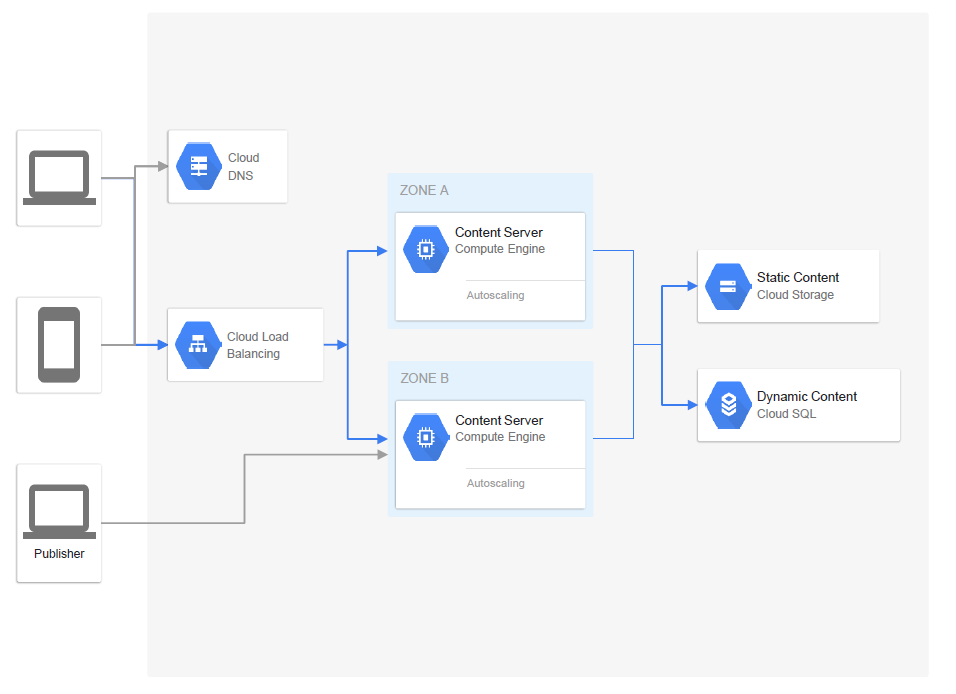 Cloud
DNS
ZONE A
Content Server
Compute Engine
Autoscaling
Static Content
Cloud Storage
Cloud Load
Balancing
ZONE B
Content Server
Compute Engine
Autoscaling
Dynamic Content
Cloud SQL
Publisher